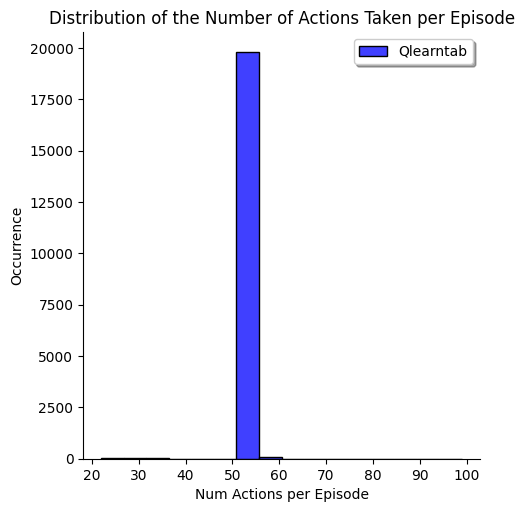 Distribution of the Number of Actions Taken per Episode
Qlearntab
20000
17500
15000
12500
10000
7500
5000
2500
0
Occurrence
20 30 40 50 60 70 80 90 100
Num Actions per Episode